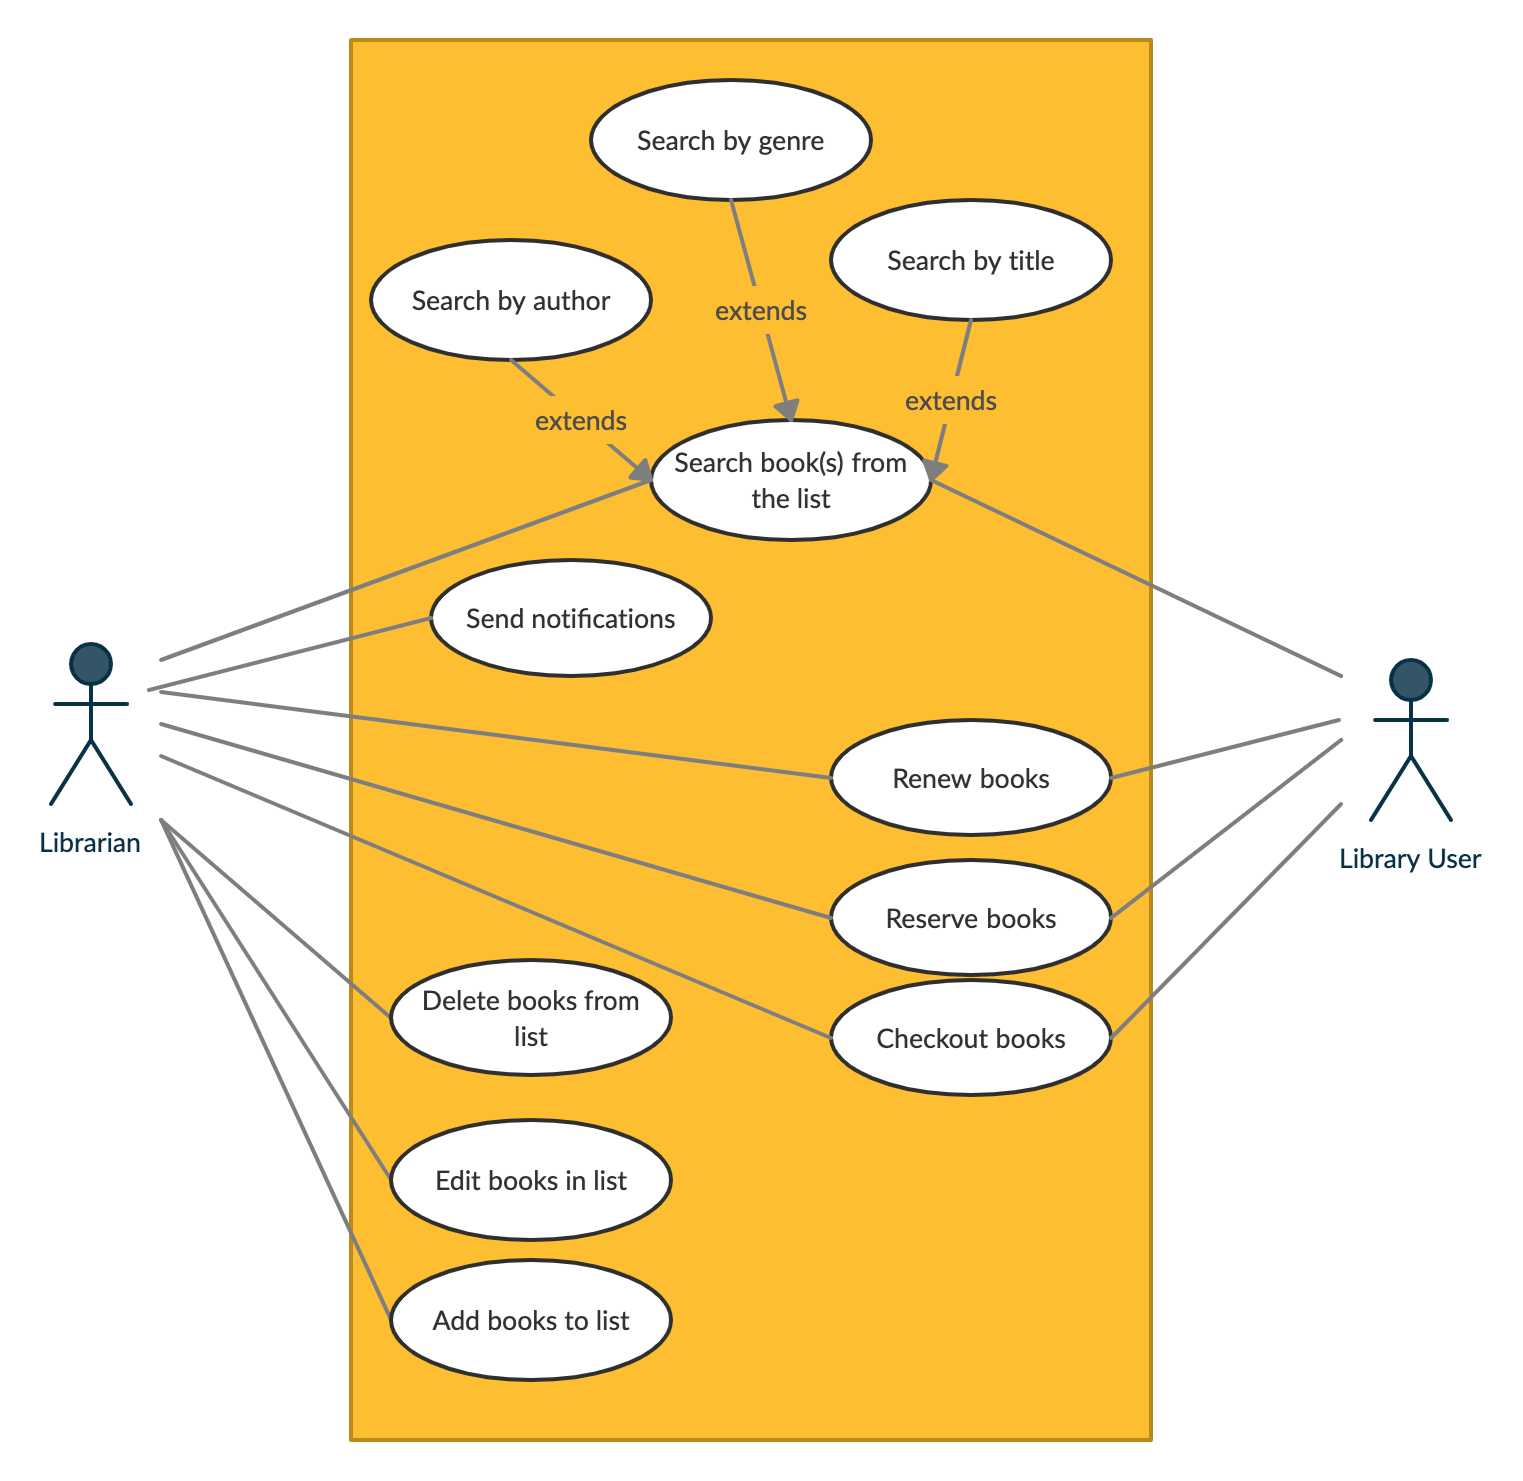 Search by genre
Search by title
Search by author
extends
extends
extends
Search book(s) from
the list
Send notifications
Renew books
Librarian
Library User
Reserve books
Delete books from
list
Checkout books
Edit books in list
Add books to list